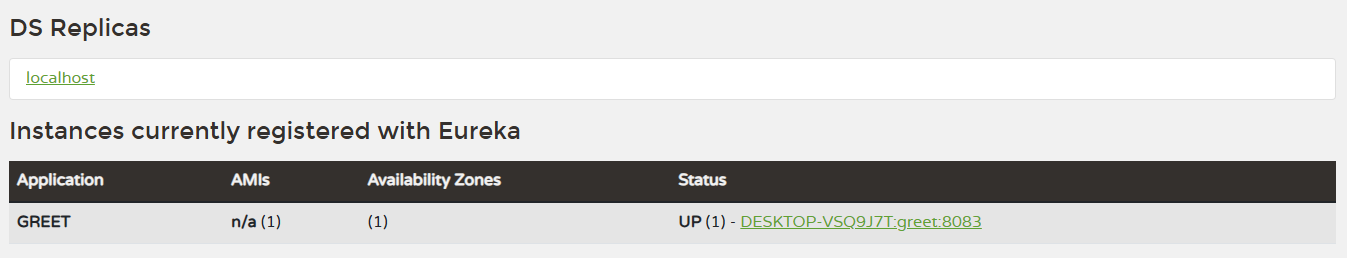 DS Replicas
localhost
Instances currently registered with Eureka
Application AMIs Availability Zones Status
GREET n/a (1) (1) UP (1) - DESKTOP-VSQ9J7T:greet:8083